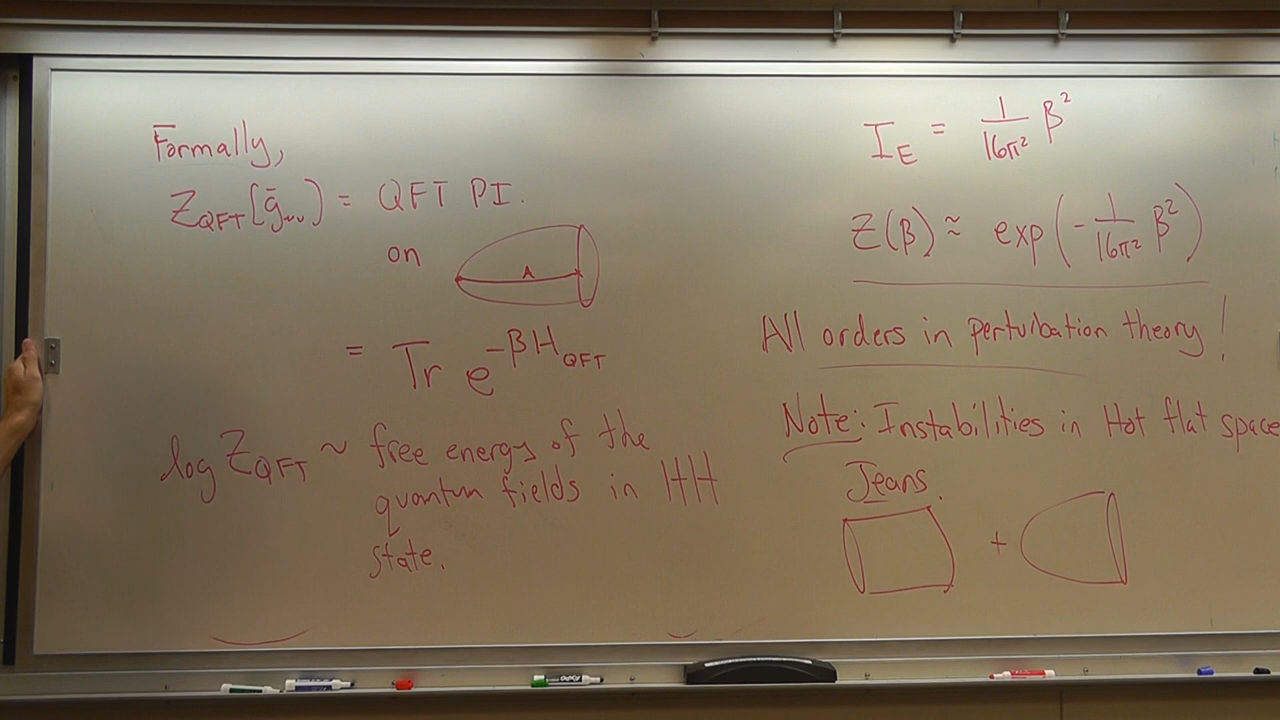 Formally,
Z_QFT[ḡ_μν) = QFT PI.
on
A
= Tr e^{-βH_QFT}
log Z_QFT ~ free energy of the
quantum fields in HH
state.
I_E = 1/16π² β²
Z(β) ≈ exp(-1/16π² β²)
All orders in perturbation theory!
Note: Instabilities in Hot flat space
Jeans.
+